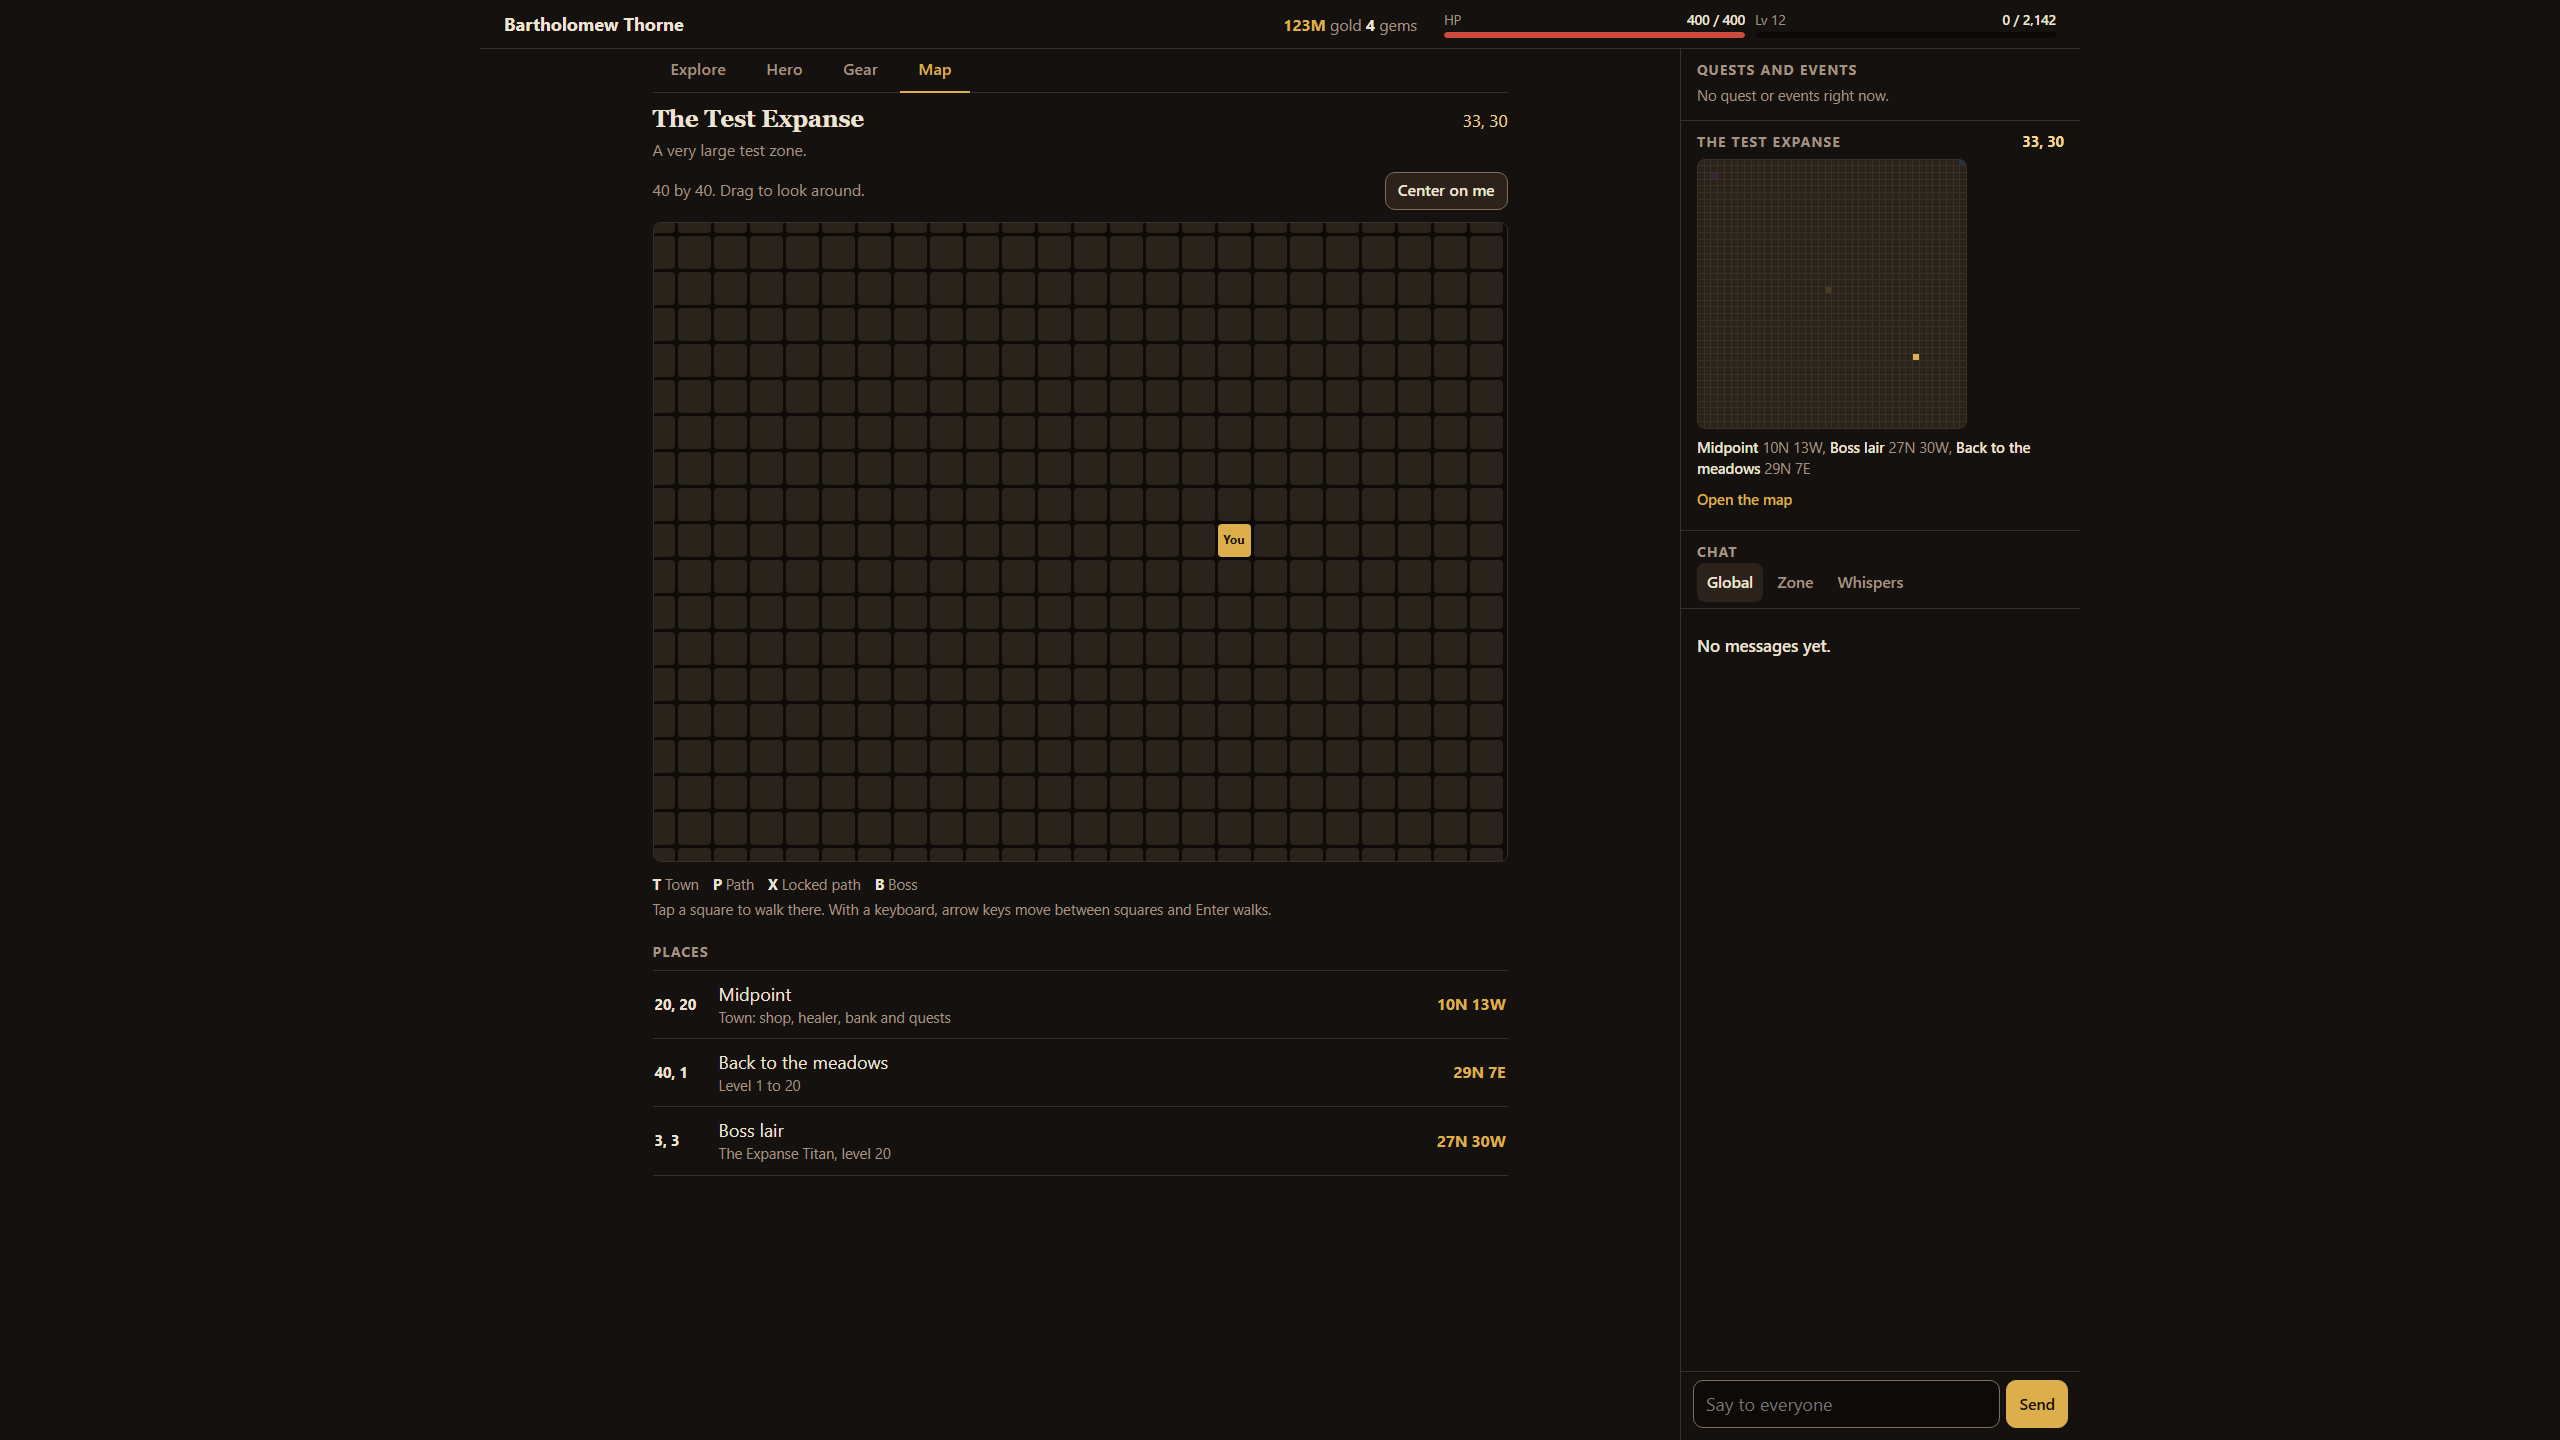 Bartholomew Thorne
123M gold 4 gems
HP 400 / 400
Lv 12 0 / 2,142
Explore Hero Gear Map
The Test Expanse
33, 30
A very large test zone.
40 by 40. Drag to look around.
Center on me
You
T Town P Path X Locked path B Boss
Tap a square to walk there. With a keyboard, arrow keys move between squares and Enter walks.
PLACES
20, 20
Midpoint
Town: shop, healer, bank and quests
10N 13W
40, 1
Back to the meadows
Level 1 to 20
29N 7E
3, 3
Boss lair
The Expanse Titan, level 20
27N 30W
QUESTS AND EVENTS
No quest or events right now.
THE TEST EXPANSE
33, 30
Midpoint 10N 13W, Boss lair 27N 30W, Back to the
meadows 29N 7E
Open the map
CHAT
Global Zone Whispers
No messages yet.
Say to everyone
Send